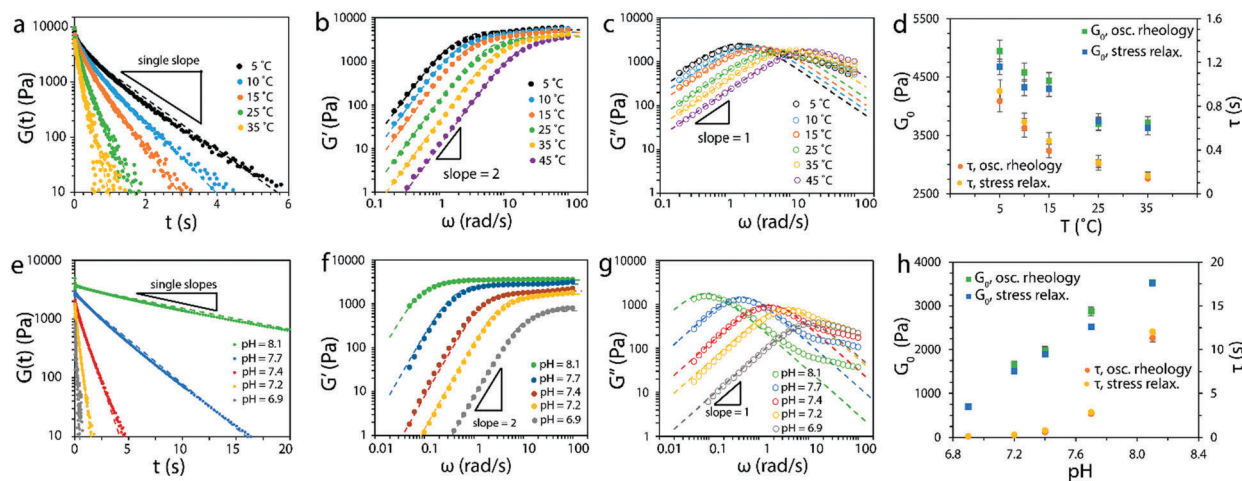 a
G(t) (Pa)
10000
1000
100
10
0
2
4
6
t (s)
single slope
5 ˚C
10 ˚C
15 ˚C
25 ˚C
35 ˚C
b
G' (Pa)
10000
1000
100
10
1
0.1
1
10
100
ω (rad/s)
5 ˚C
10 ˚C
15 ˚C
25 ˚C
35 ˚C
45 ˚C
slope = 2
c
G" (Pa)
10000
1000
100
10
1
0.1
1
10
100
ω (rad/s)
slope = 1
5 ˚C
10 ˚C
15 ˚C
25 ˚C
35 ˚C
45 ˚C
d
G₀ (Pa)
5500
4500
3500
2500
5
15
25
35
T (˚C)
1.6
1.2
0.8
0.4
0
τ (s)
G₀, osc. rheology
G₀, stress relax.
τ, osc. rheology
τ, stress relax.
e
G(t) (Pa)
10000
1000
100
10
0
5
10
15
20
t (s)
single slopes
pH = 8.1
pH = 7.7
pH = 7.4
pH = 7.2
pH = 6.9
f
G' (Pa)
10000
1000
100
10
1
0.01
0.1
1
10
100
ω (rad/s)
pH = 8.1
pH = 7.7
pH = 7.4
pH = 7.2
pH = 6.9
slope = 2
g
G" (Pa)
10000
1000
100
10
1
0.01
0.1
1
10
100
ω (rad/s)
slope=1
pH = 8.1
pH = 7.7
pH = 7.4
pH = 7.2
pH = 6.9
h
G₀ (Pa)
4000
3000
2000
1000
0
6.8
7.2
7.6
8.0
8.4
pH
20
15
10
5
0
τ (s)
G₀, osc. rheology
G₀, stress relax.
τ, osc. rheology
τ, stress relax.